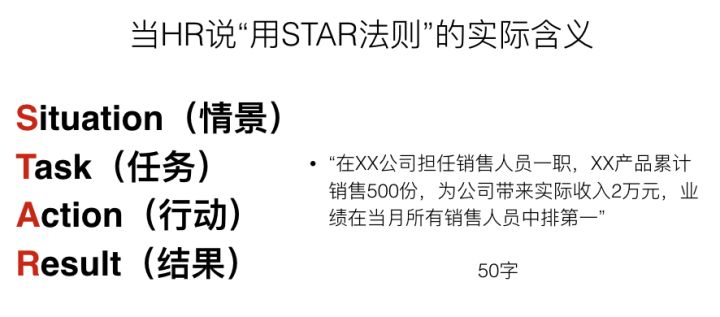 当HR说“用STAR法则”的实际含义
Situation（情景）
Task（任务）
Action（行动）
Result（结果）
• “在XX公司担任销售人员一职，XX产品累计
销售500份，为公司带来实际收入2万元，业
绩在当月所有销售人员中排第一”
50字